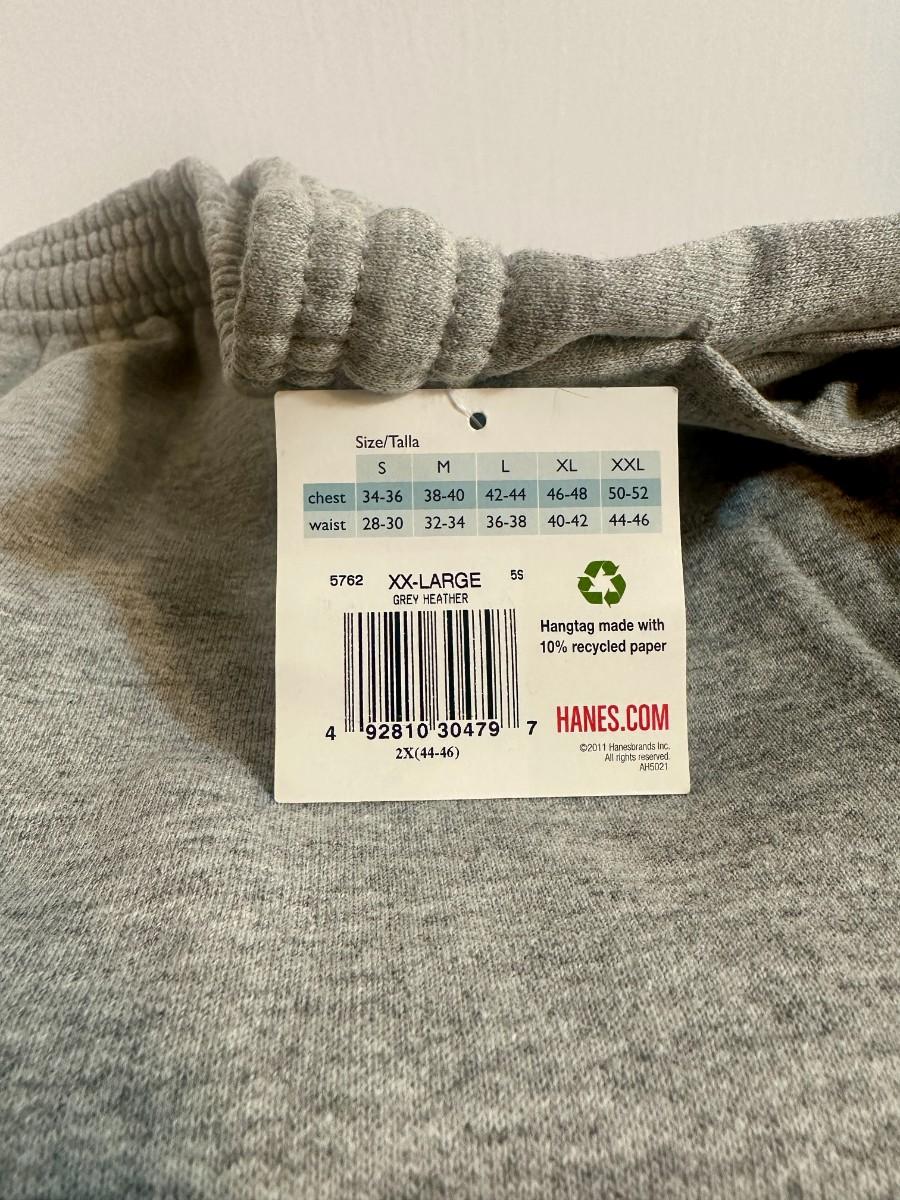 Size/Talla
S M L XL XXL
chest 34-36 38-40 42-44 46-48 50-52
waist 28-30 32-34 36-38 40-42 44-46
5762 XX-LARGE 5S
GREY HEATHER
Hangtag made with
10% recycled paper
4 92810 30479 7
2X(44-46)
HANES.COM
©2011 Hanesbrands Inc.
All rights reserved.
AH5021